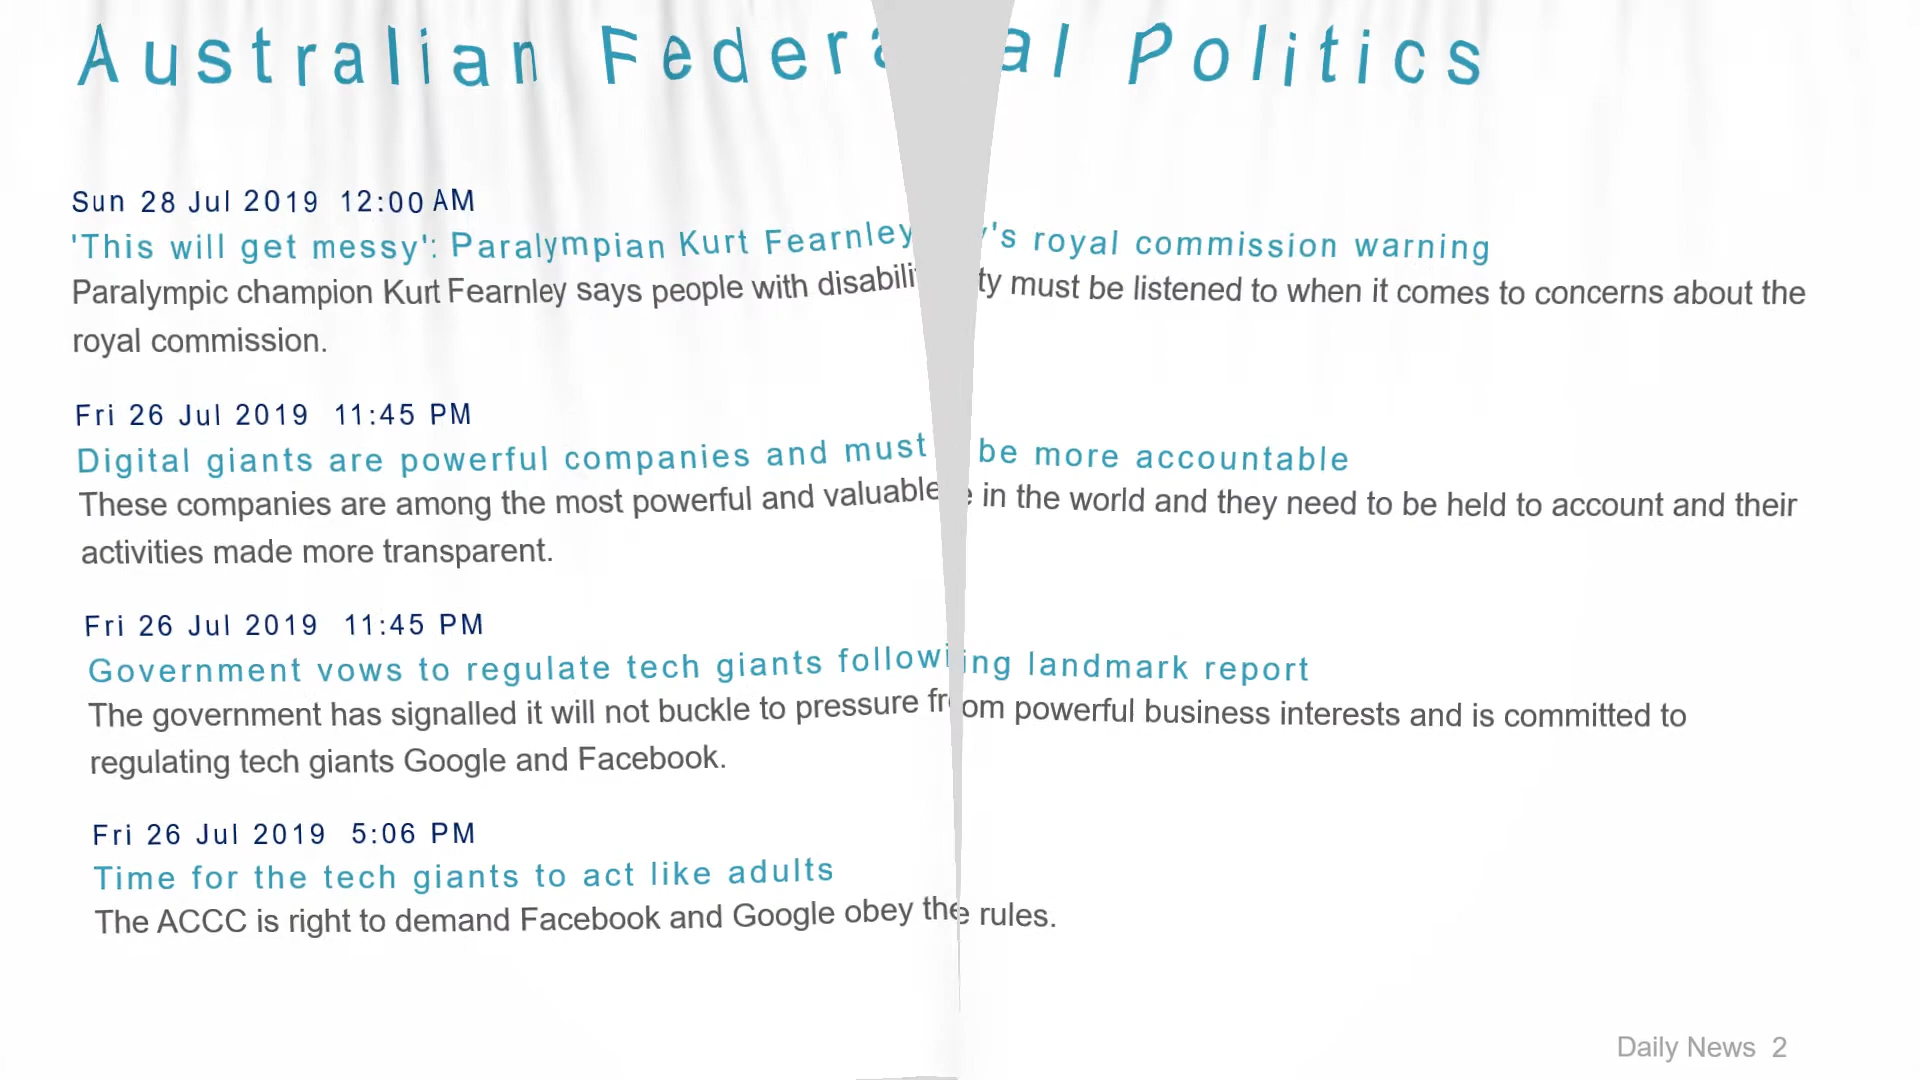 Australian Federal Politics
Sun 28 Jul 2019 12:00 AM
'This will get messy': Paralympian Kurt Fearnley's royal commission warning
Paralympic champion Kurt Fearnley says people with disability must be listened to when it comes to concerns about the
royal commission.
Fri 26 Jul 2019 11:45 PM
Digital giants are powerful companies and must be more accountable
These companies are among the most powerful and valuable in the world and they need to be held to account and their
activities made more transparent.
Fri 26 Jul 2019 11:45 PM
Government vows to regulate tech giants following landmark report
The government has signalled it will not buckle to pressure from powerful business interests and is committed to
regulating tech giants Google and Facebook.
Fri 26 Jul 2019 5:06 PM
Time for the tech giants to act like adults
The ACCC is right to demand Facebook and Google obey the rules.
Daily News 2